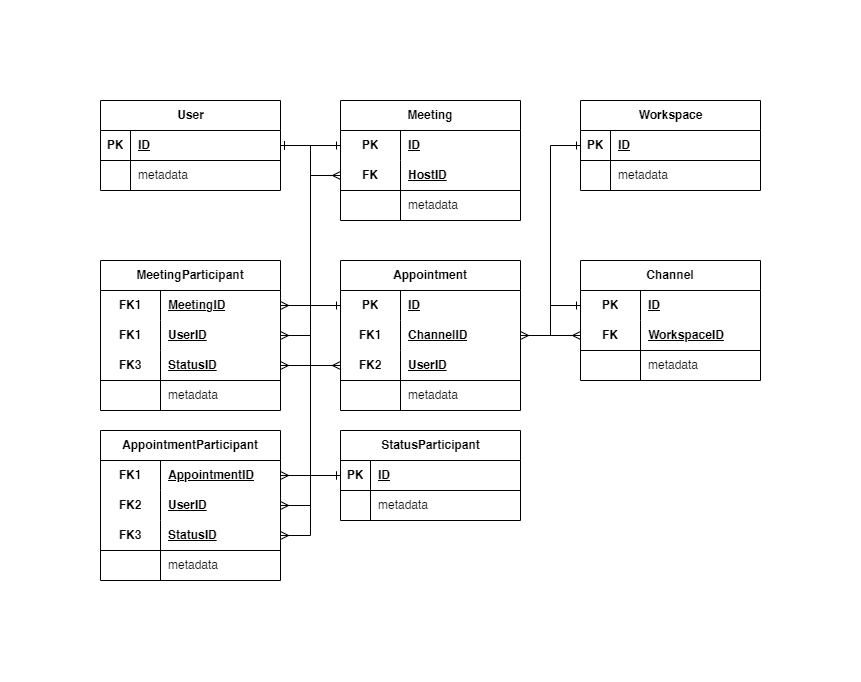 User
PK ID
metadata
Meeting
PK ID
FK HostID
metadata
Workspace
PK ID
metadata
MeetingParticipant
FK1 MeetingID
FK1 UserID
FK3 StatusID
metadata
Appointment
PK ID
FK1 ChannelID
FK2 UserID
metadata
Channel
PK ID
FK WorkspaceID
metadata
AppointmentParticipant
FK1 AppointmentID
FK2 UserID
FK3 StatusID
metadata
StatusParticipant
PK ID
metadata